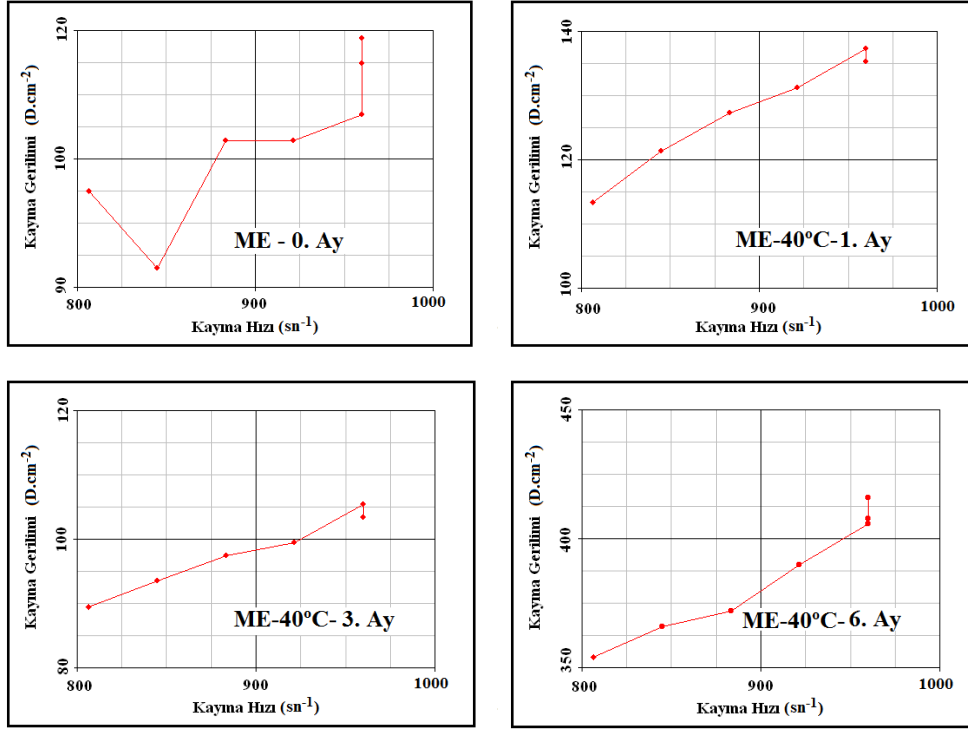 120
100
90
Kayma Gerilimi (D.cm-2)
ME - 0. Ay
800
900
1000
Kayma Hızı (sn-1)
140
120
100
Kayma Gerilimi (D.cm-2)
ME-40ºC-1. Ay
800
900
1000
Kayma Hızı (sn-1)
120
100
80
Kayma Gerilimi (D.cm-2)
ME-40ºC- 3. Ay
800
900
1000
Kayma Hızı (sn-1)
450
400
350
Kayma Gerilimi (D.cm-2)
ME-40ºC- 6. Ay
800
900
1000
Kayma Hızı (sn-1)